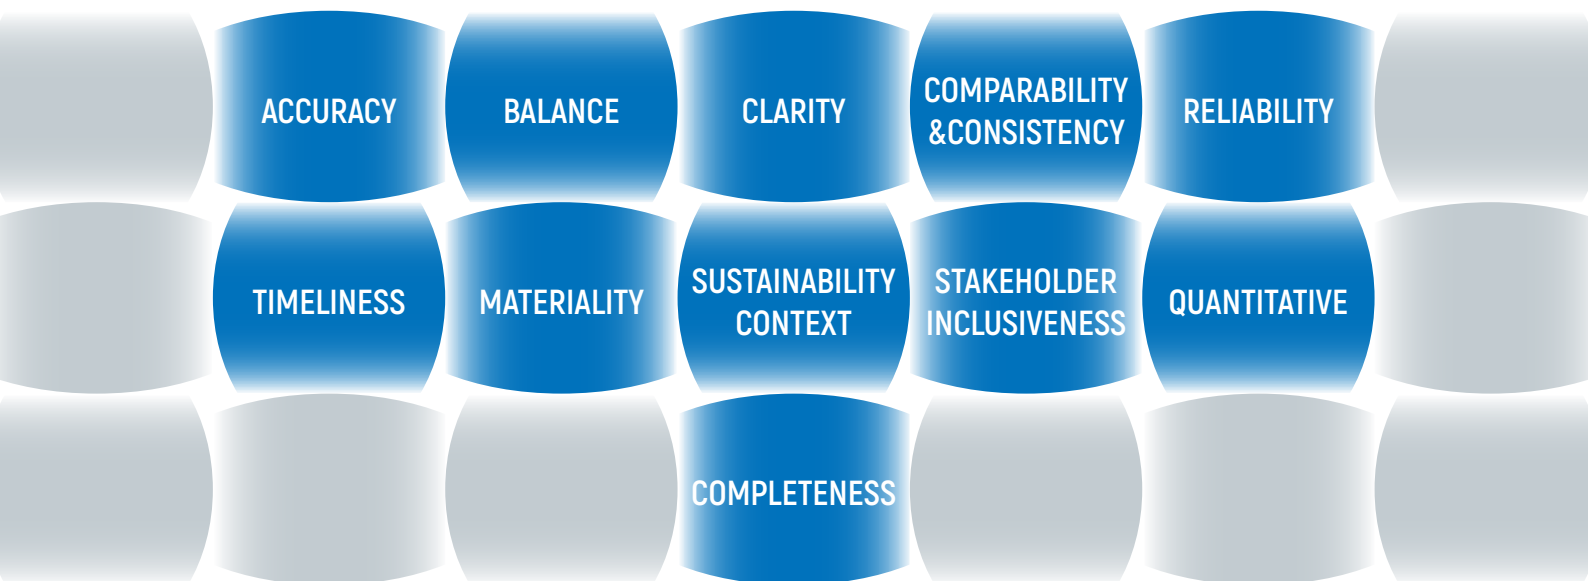 ACCURACY
BALANCE
CLARITY
COMPARABILITY
&CONSISTENCY
RELIABILITY
TIMELINESS
MATERIALITY
SUSTAINABILITY
CONTEXT
STAKEHOLDER
INCLUSIVENESS
QUANTITATIVE
COMPLETENESS